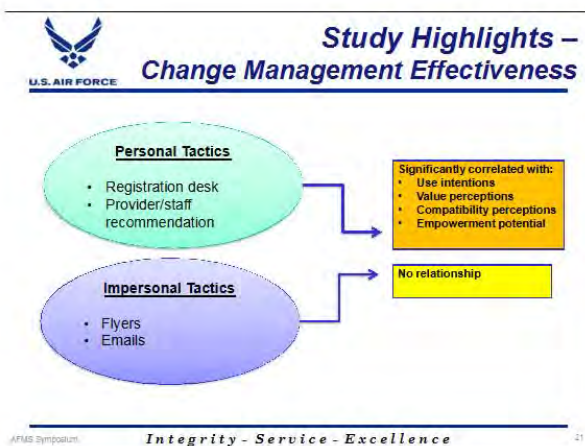 Study Highlights –
Change Management Effectiveness
U.S. AIR FORCE
Personal Tactics
• Registration desk
• Provider/staff
recommendation
Significantly correlated with:
• Use intentions
• Value perceptions
• Compatibility perceptions
• Empowerment potential
Impersonal Tactics
• Flyers
• Emails
No relationship
AFMS Symposium
Integrity - Service - Excellence
21